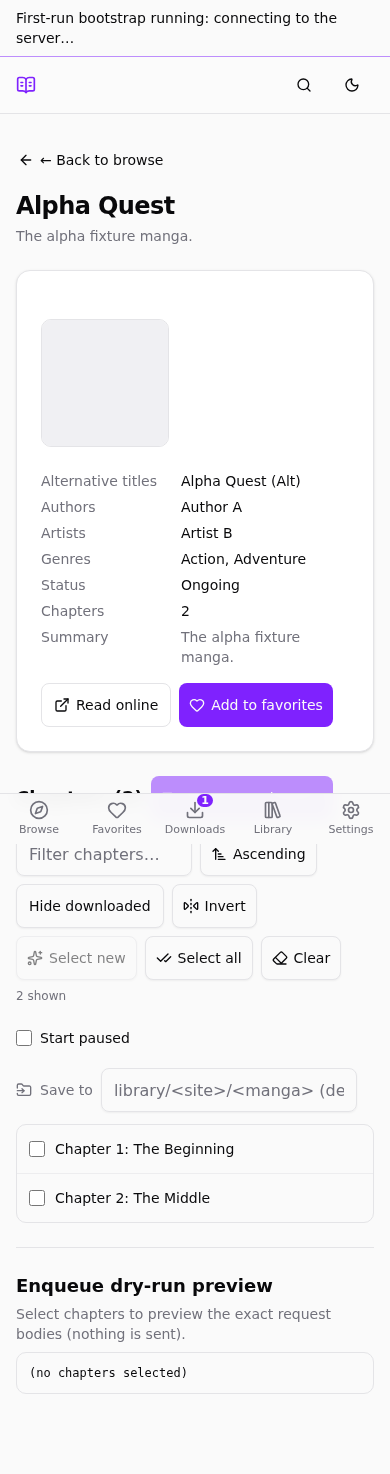 First-run bootstrap running: connecting to the
server…
← Back to browse
Alpha Quest
The alpha fixture manga.
Alternative titles Alpha Quest (Alt)
Authors Author A
Artists Artist B
Genres Action, Adventure
Status Ongoing
Chapters 2
Summary The alpha fixture
manga.
Read online Add to favorites
1
Browse Favorites Downloads Library Settings
Filter chapters… Ascending
Hide downloaded Invert
Select new Select all Clear
2 shown
Start paused
Save to library/<site>/<manga> (de
Chapter 1: The Beginning
Chapter 2: The Middle
Enqueue dry-run preview
Select chapters to preview the exact request
bodies (nothing is sent).
(no chapters selected)